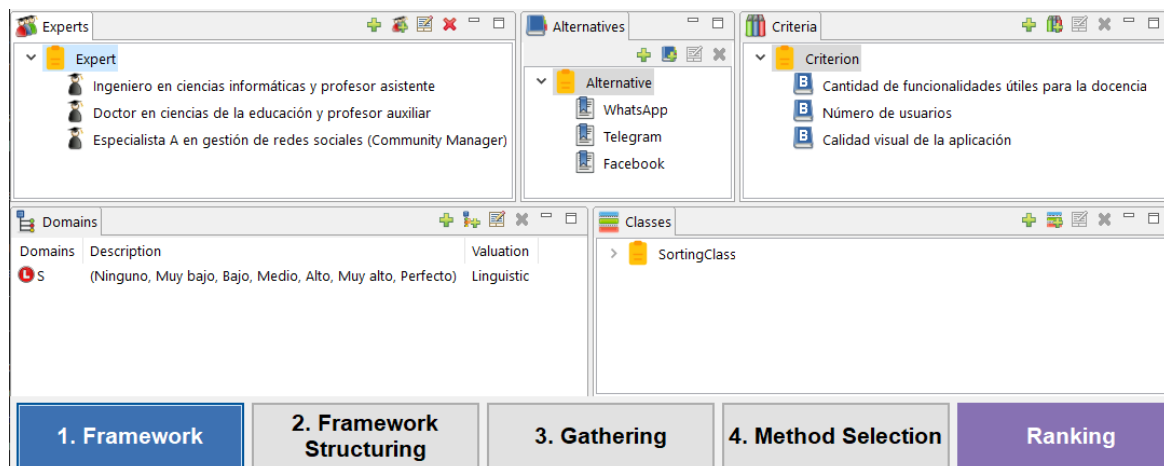 Experts
Alternatives
Criteria
Expert
Ingeniero en ciencias informáticas y profesor asistente
Doctor en ciencias de la educación y profesor auxiliar
Especialista A en gestión de redes sociales (Community Manager)
Alternative
WhatsApp
Telegram
Facebook
Criterion
B Cantidad de funcionalidades útiles para la docencia
B Número de usuarios
B Calidad visual de la aplicación
Domains
Domains Description Valuation
L S (Ninguno, Muy bajo, Bajo, Medio, Alto, Muy alto, Perfecto) Linguistic
Classes
SortingClass
1. Framework
2. Framework
Structuring
3. Gathering
4. Method Selection
Ranking